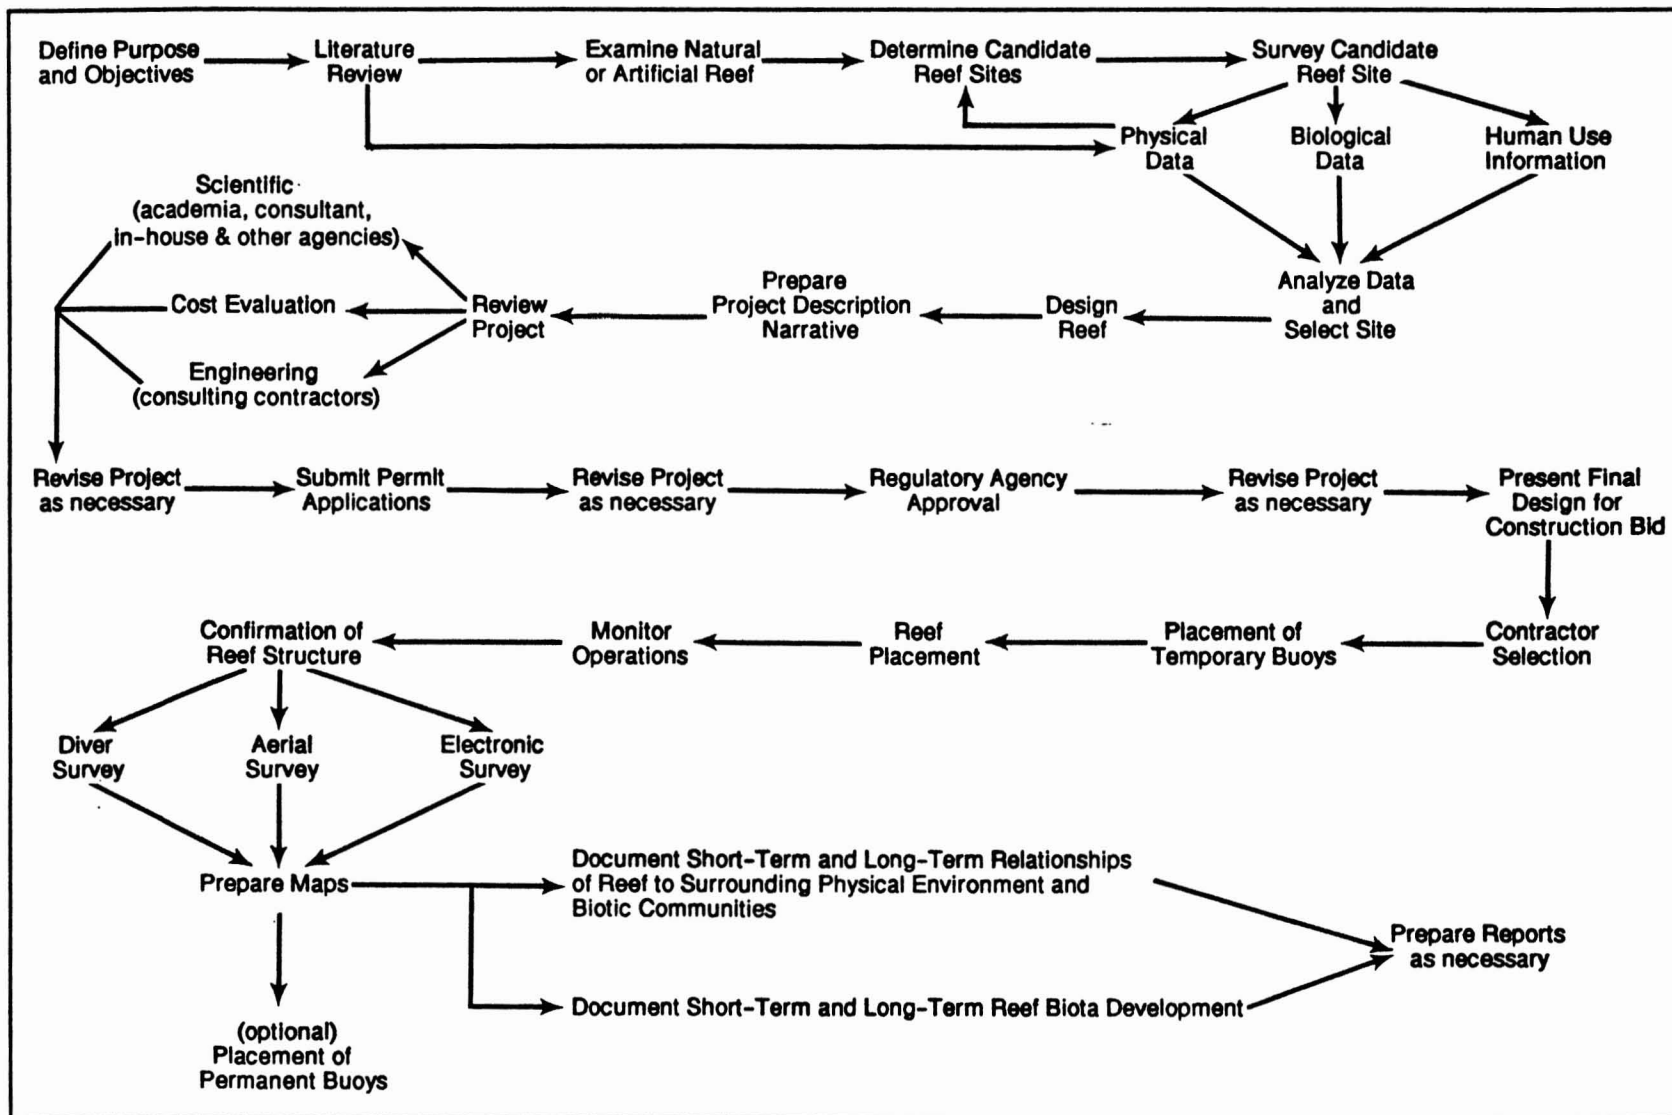 Define Purpose
and Objectives
Literature
Review
Examine Natural
or Artificial Reef
Determine Candidate
Reef Sites
Survey Candidate
Reef Site
Physical
Data
Biological
Data
Human Use
Information
Scientific
(academia, consultant,
in-house & other agencies)
Cost Evaluation
Engineering
(consulting contractors)
Review
Project
Prepare
Project Description
Narrative
Design
Reef
Analyze Data
and
Select Site
Revise Project
as necessary
Submit Permit
Applications
Revise Project
as necessary
Regulatory Agency
Approval
Revise Project
as necessary
Present Final
Design for
Construction Bid
Confirmation of
Reef Structure
Monitor
Operations
Reef
Placement
Placement of
Temporary Buoys
Contractor
Selection
Diver
Survey
Aerial
Survey
Electronic
Survey
Prepare Maps
Document Short-Term and Long-Term Relationships
of Reef to Surrounding Physical Environment and
Biotic Communities
Prepare Reports
as necessary
Document Short-Term and Long-Term Reef Biota Development
(optional)
Placement of
Permanent Buoys